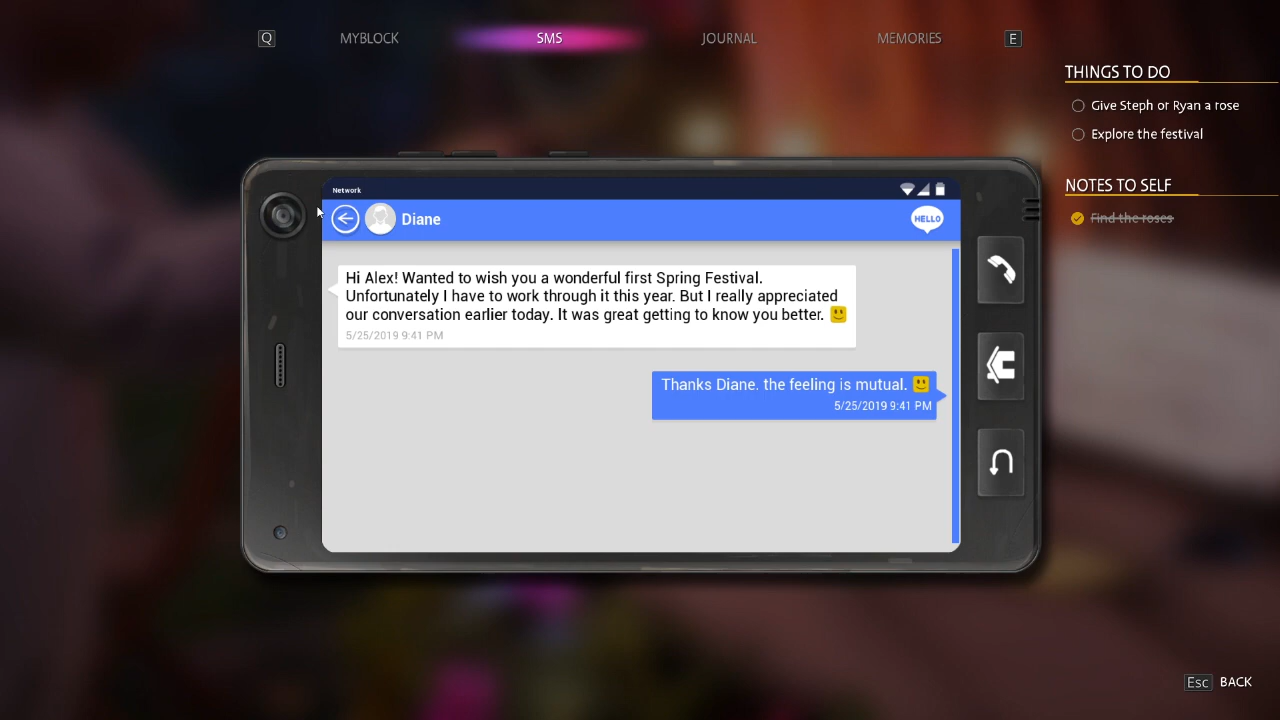 Q MYBLOCK SMS JOURNAL MEMORIES E
THINGS TO DO
Give Steph or Ryan a rose
Explore the festival
NOTES TO SELF
Find the roses
Network
Diane
HELLO
Hi Alex! Wanted to wish you a wonderful first Spring Festival.
Unfortunately I have to work through it this year. But I really appreciated
our conversation earlier today. It was great getting to know you better.
5/25/2019 9:41 PM
Thanks Diane. the feeling is mutual.
5/25/2019 9:41 PM
Esc BACK